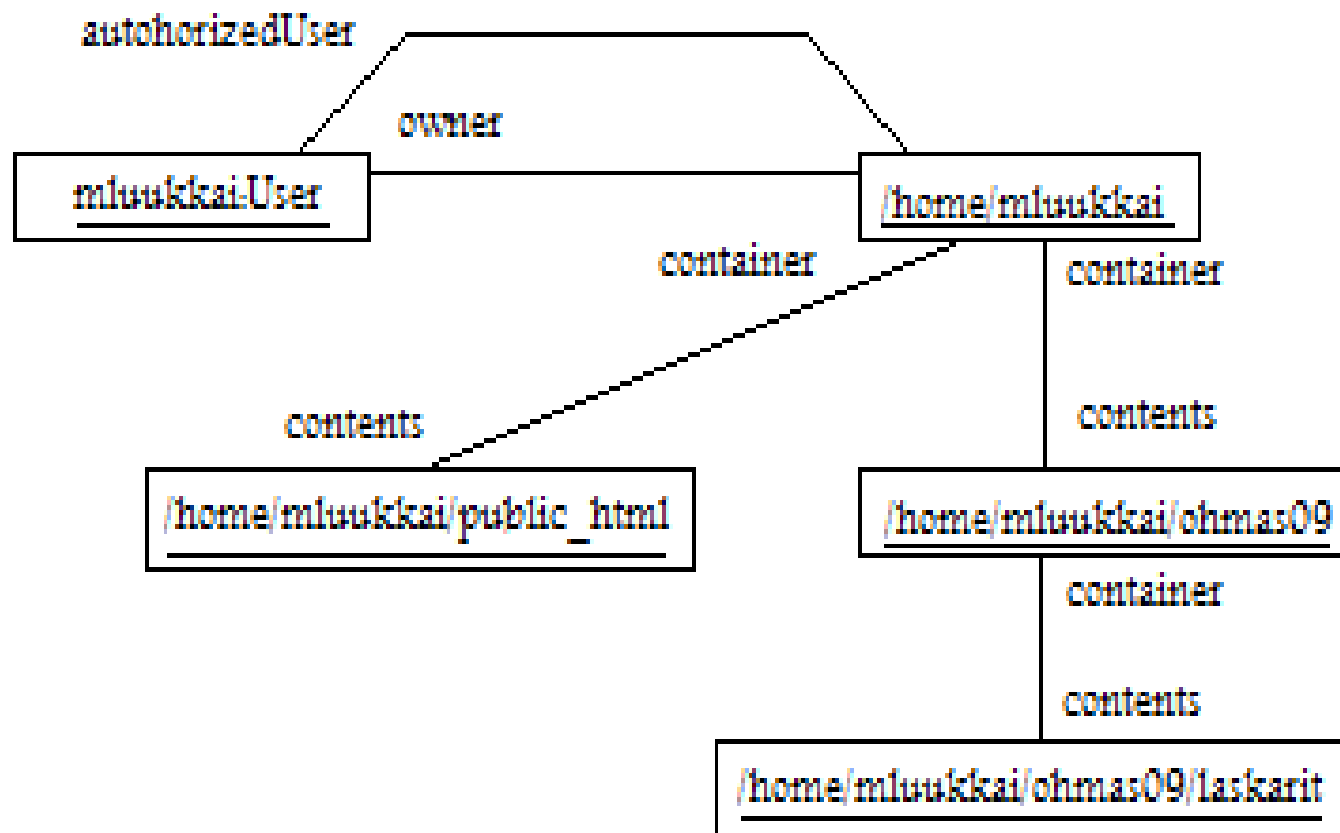 autohorizedUser
owner
mluukkai:User
/home/mluukkai
container
container
contents
contents
/home/mluukkai/public_html
/home/mluukkai/ohmas09
container
contents
/home/mluukkai/ohmas09/laskarit